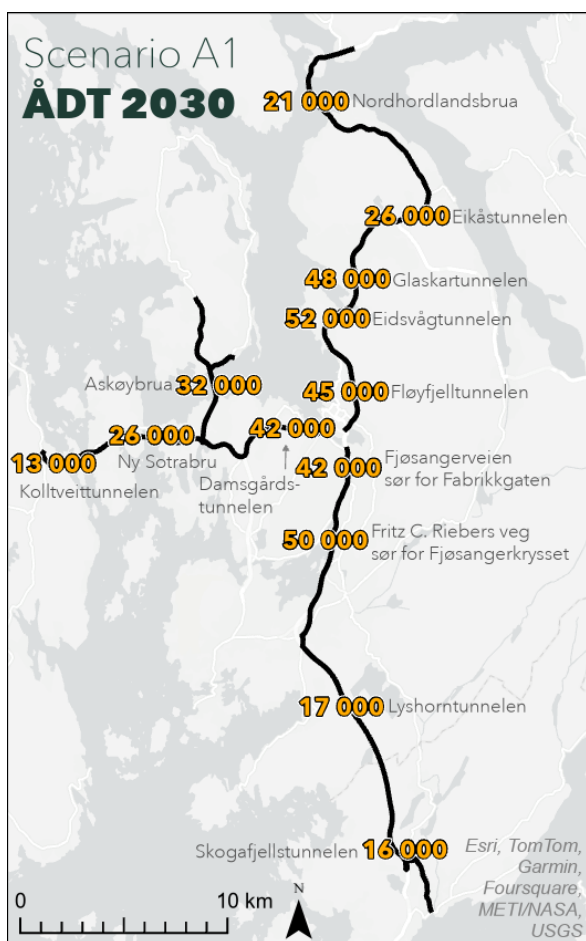 Scenario A1
ÅDT 2030
21 000 Nordhordlandsbrua
26 000 Eikåstunnelen
48 000 Glaskartunnelen
52 000 Eidsvågtunnelen
Askøybrua 32 000
45 000 Fløyfjelltunnelen
26 000
Ny Sotrabru
13 000
Kolltveittunnelen
42 000
Damsgårds-
tunnelen
42 000 Fjøsangerveien
sør for Fabrikkgaten
50 000 Fritz C. Riebers veg
sør for Fjøsangerkrysset
17 000 Lyshorntunnelen
Skogafjellstunnelen 16 000
0 10 km
N
Esri, TomTom,
Garmin,
Foursquare,
METI/NASA,
USGS